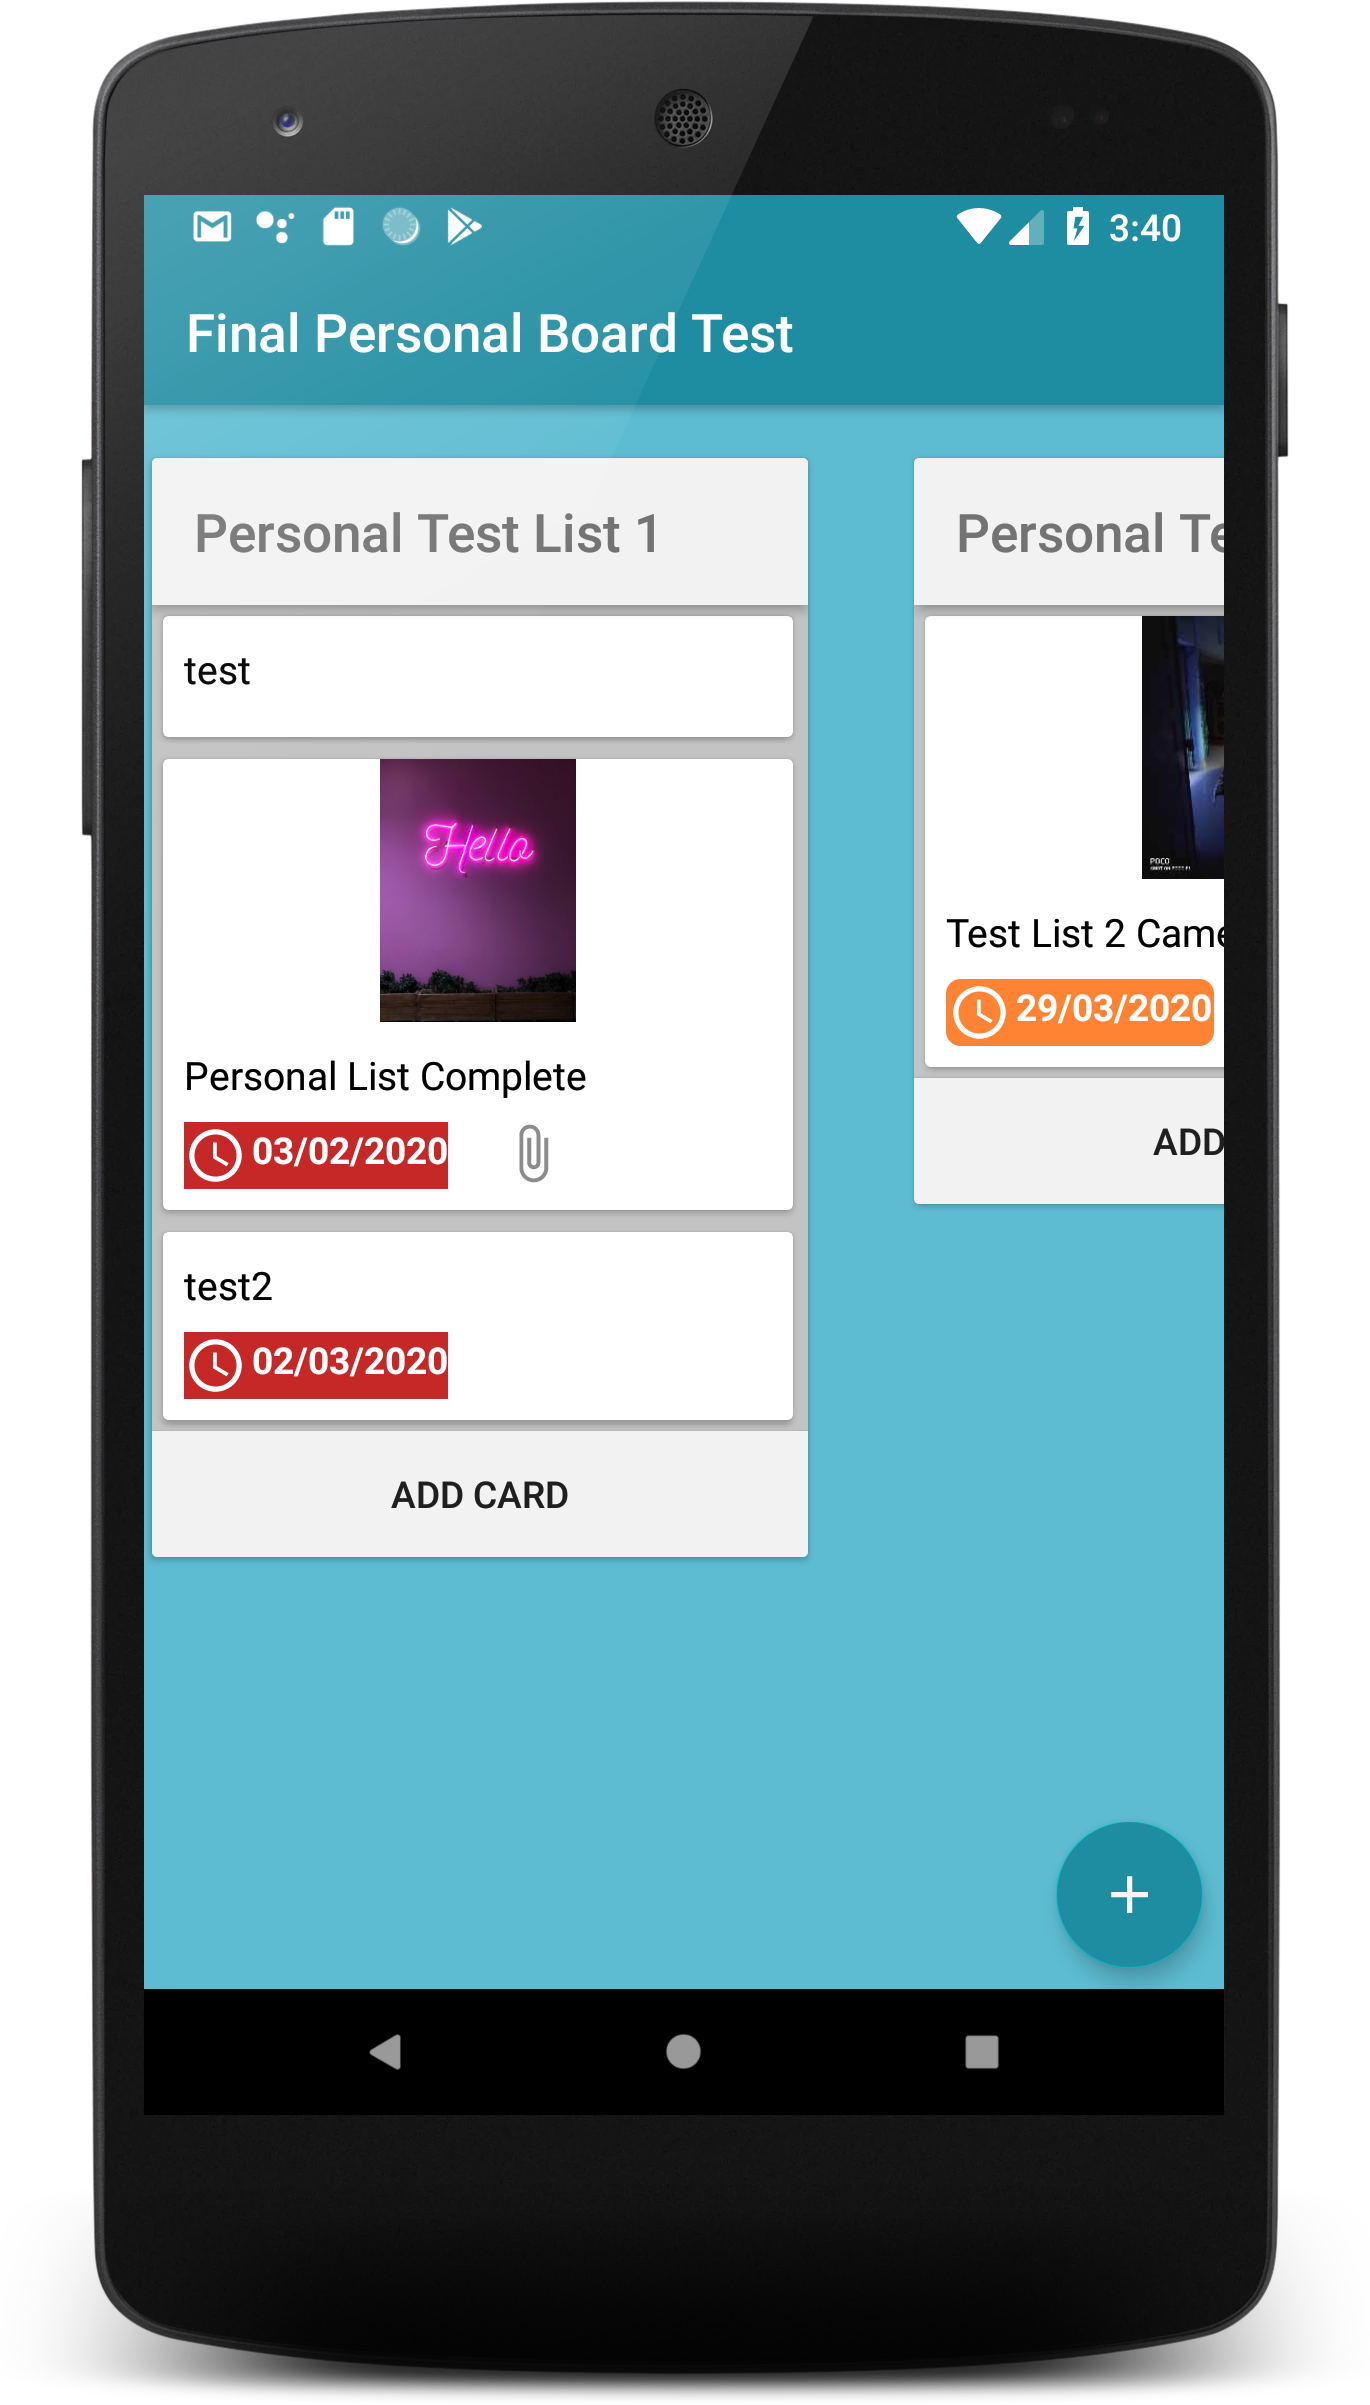 3:40
Final Personal Board Test
Personal Test List 1
test
Hello
Personal List Complete
03/02/2020
test2
02/03/2020
ADD CARD
Personal Te
POCO
Test List 2 Came
29/03/2020
ADD